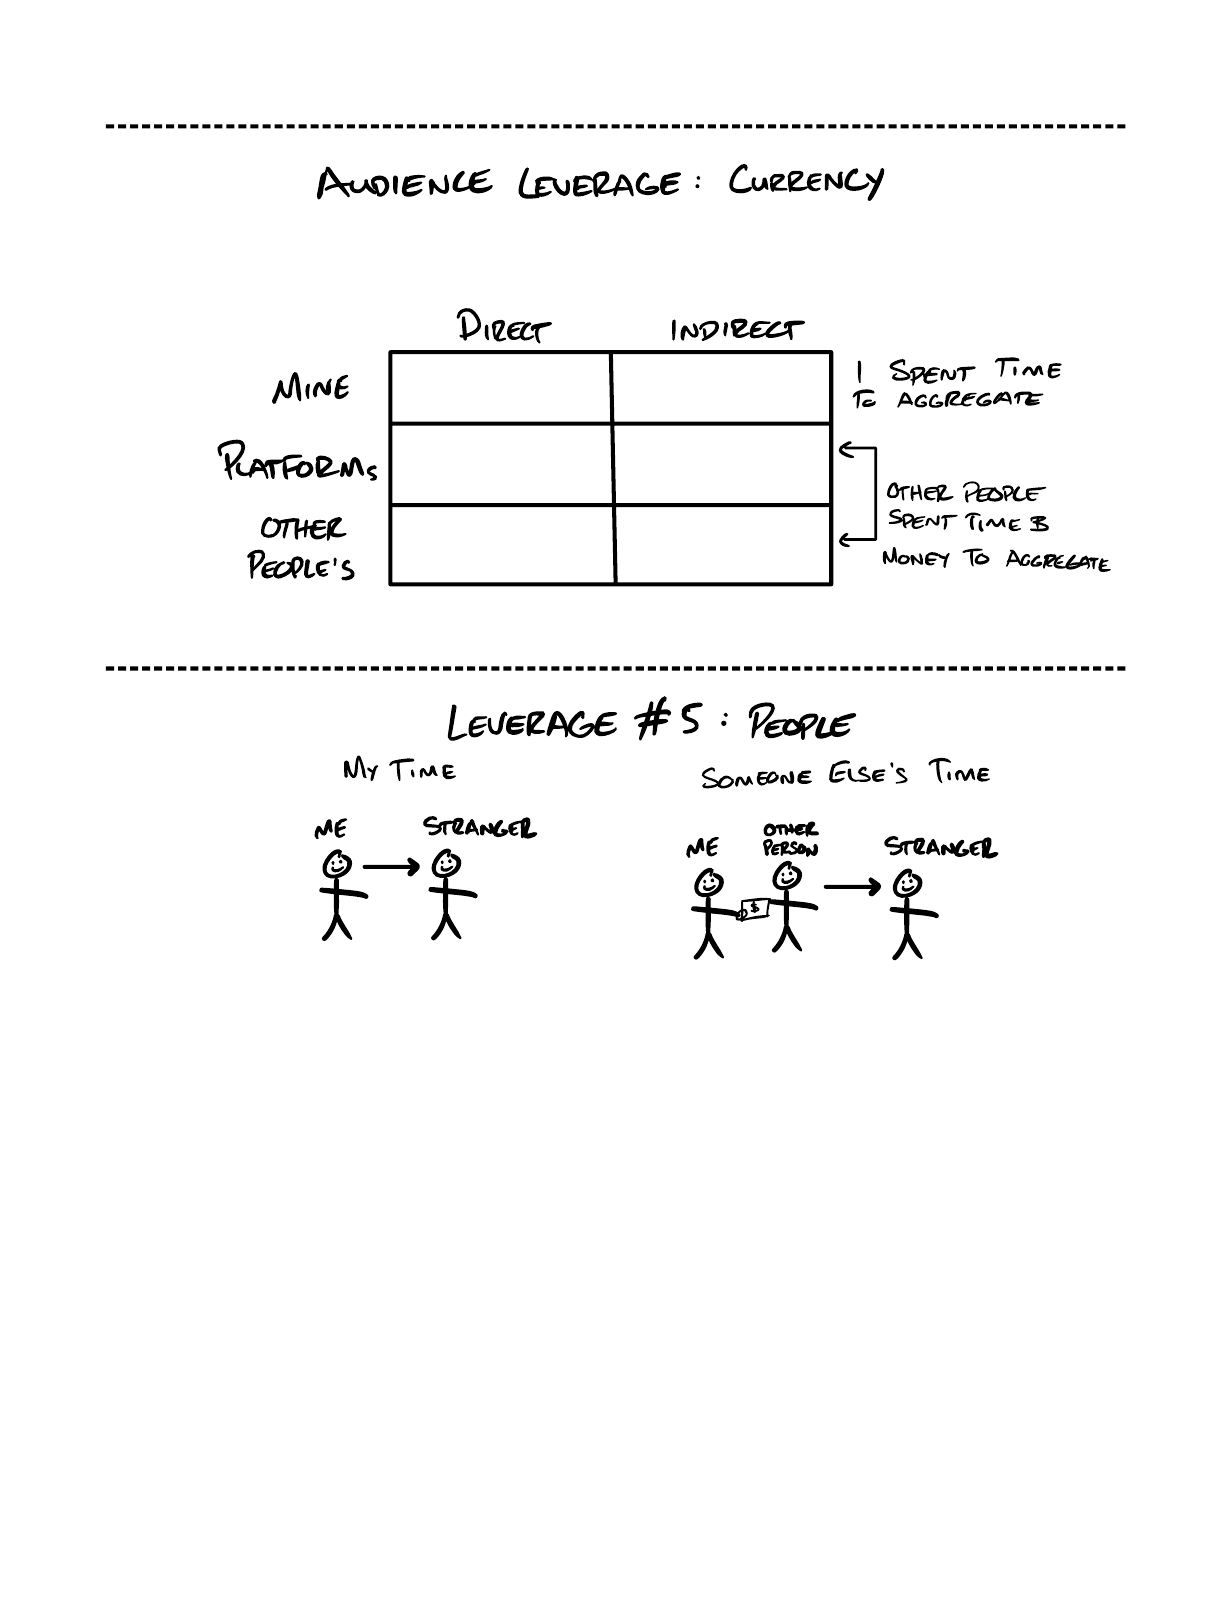 AUDIENCE LEVERAGE: CURRENCY
DIRECT INDIRECT
MINE
I SPENT TIME
TO AGGREGATE
PLATFORMS
OTHER PEOPLE
SPENT TIME &
MONEY TO AGGREGATE
OTHER
PEOPLE'S
LEVERAGE #5: PEOPLE
MY TIME
ME STRANGER
SOMEONE ELSE'S TIME
ME
OTHER
PERSON
STRANGER
$